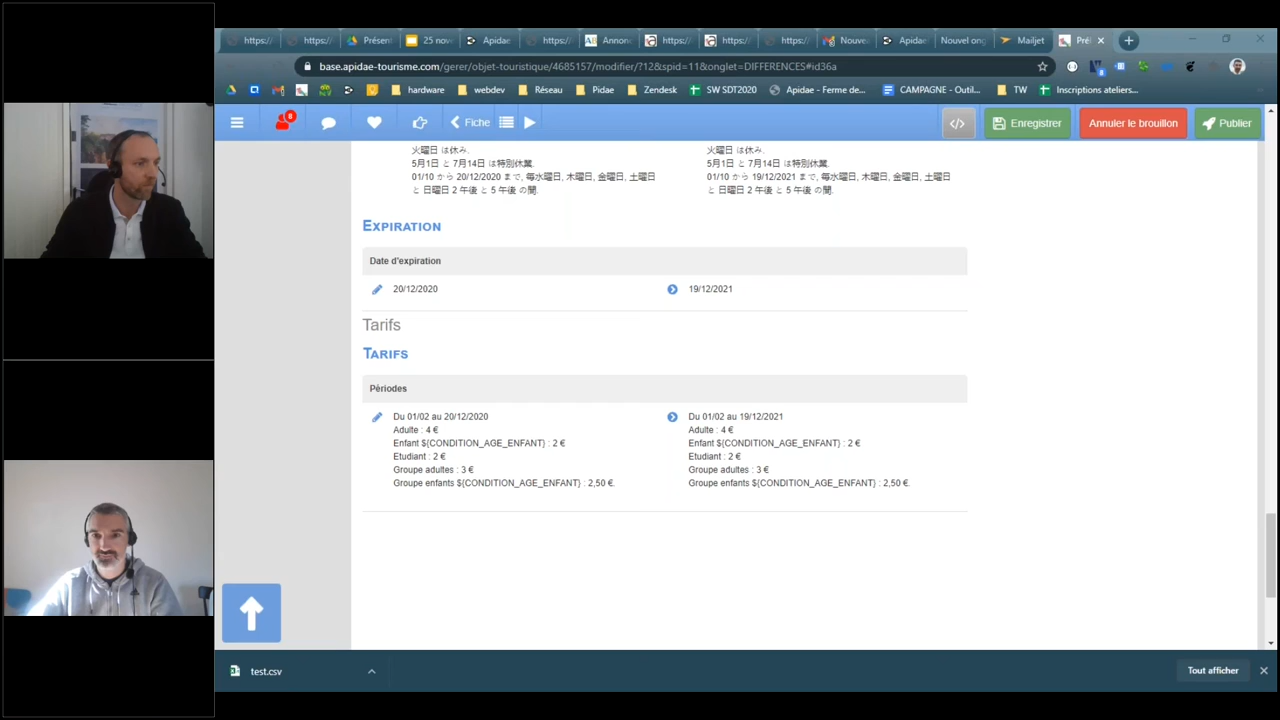 https:/
https:/
Présent
25 nov
Apidae
https:/
Annonc
https:/
https:/
https:/
Nouve
Apidae
Nouvel ong
Mailjet
Pré
base.apidae-tourisme.com/gerer/objet-touristique/4685157/modifier/?12&spid=11&onglet=DIFFERENCES#id36a
hardware
webdev
Réseau
Pidae
Zendesk
SW SDT2020
Apidae - Ferme de...
CAMPAGNE - Outil...
TW
Inscriptions ateliers...
8
Fiche
</>
Enregistrer
Annuler le brouillon
Publier
火曜日 は休み.
5月1日 と 7月14日 は特別休業.
01/10 から 20/12/2020 まで, 毎水曜日, 木曜日, 金曜日, 土曜日
と 日曜日 2 午後 と 5 午後 の間.
火曜日 は休み.
5月1日 と 7月14日 は特別休業.
01/10 から 19/12/2021 まで, 毎水曜日, 木曜日, 金曜日, 土曜日
と 日曜日 2 午後 と 5 午後 の間.
EXPIRATION
Date d'expiration
20/12/2020
19/12/2021
Tarifs
TARIFS
Périodes
Du 01/02 au 20/12/2020
Adulte : 4 €
Enfant ${CONDITION_AGE_ENFANT} : 2 €
Etudiant : 2 €
Groupe adultes : 3 €
Groupe enfants ${CONDITION_AGE_ENFANT} : 2,50 €.
Du 01/02 au 19/12/2021
Adulte : 4 €
Enfant ${CONDITION_AGE_ENFANT} : 2 €
Etudiant : 2 €
Groupe adultes : 3 €
Groupe enfants ${CONDITION_AGE_ENFANT} : 2,50 €.
test.csv
Tout afficher